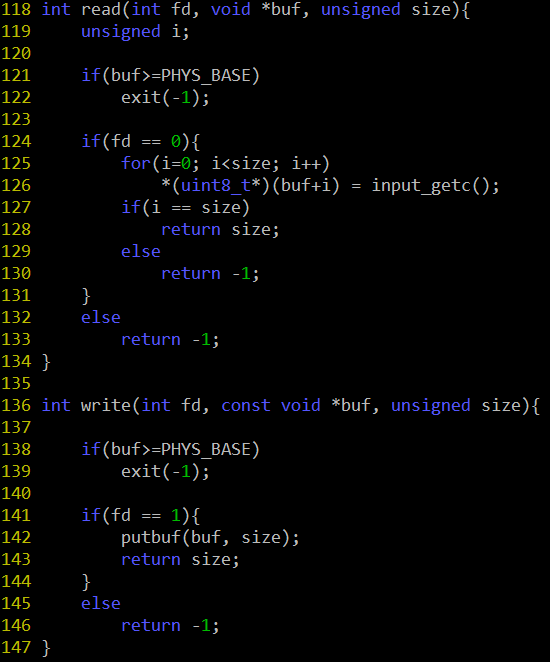 118 int read(int fd, void *buf, unsigned size){
119     unsigned i;
120
121     if(buf>=PHYS_BASE)
122         exit(-1);
123
124     if(fd == 0){
125         for(i=0; i<size; i++)
126             *(uint8_t*)(buf+i) = input_getc();
127         if(i == size)
128             return size;
129         else
130             return -1;
131     }
132     else
133         return -1;
134 }
135
136 int write(int fd, const void *buf, unsigned size){
137
138     if(buf>=PHYS_BASE)
139         exit(-1);
140
141     if(fd == 1){
142         putbuf(buf, size);
143         return size;
144     }
145     else
146         return -1;
147 }